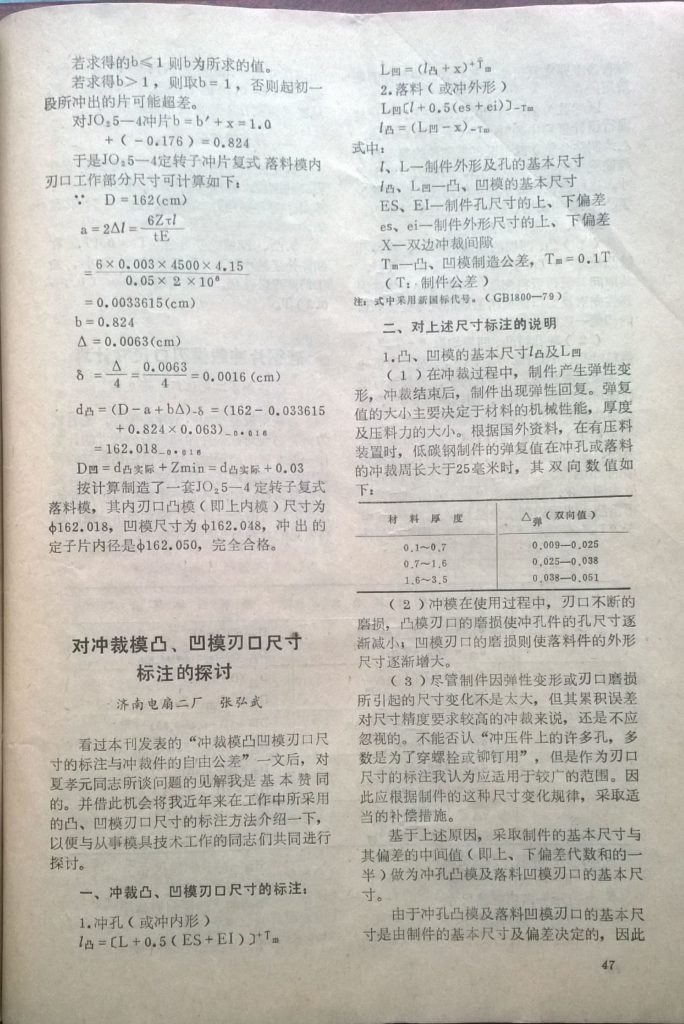 若求得的b≤1则b为所求的值。
若求得b＞1，则取b＝1，否则起初一
段所冲出的片可能超差。
对JO₂5—4冲片b＝b′＋x＝1.0
＋(－0.176)＝0.824
于是JO₂5—4定转子冲片复式落料模内
刃口工作部分尺寸可计算如下：
∵ D＝162(cm)
a＝2Δl＝6Zτl/tE
＝6×0.003×4500×4.15/0.05×2×10⁶
＝0.0033615(cm)
b＝0.824
Δ＝0.0063(cm)
δ＝Δ/4＝0.0063/4＝0.0016(cm)
d凸＝(D－a＋bΔ)₋δ＝(162－0.033615
＋0.824×0.063)₋₀.₀₁₆
＝162.018₋₀.₀₁₆
D凹＝d凸实际＋Zmin＝d凸实际＋0.03
按计算制造了一套JO₂5—4定转子复式
落料模，其内刃口凸模（即上内模）尺寸为
φ162.018，凹模尺寸为φ162.048，冲出的
定子片内径是φ162.050，完全合格。
对冲裁模凸、凹模刃口尺寸
标注的探讨
济南电扇二厂 张弘武
看过本刊发表的“冲裁模凸凹模刃口尺
寸的标注与冲裁件的自由公差”一文后，对
夏孝元同志所谈问题的见解我是基本赞同
的。并借此机会将我近年来在工作中所采用
的凸、凹模刃口尺寸的标注方法介绍一下，
以便与从事模具技术工作的同志们共同进行
探讨。
一、冲裁凸、凹模刃口尺寸的标注：
1.冲孔（或冲内形）
l凸＝〔L＋0.5(ES＋EI)〕⁺Tm
L凹＝(l凸＋x)⁺Tm
2.落料（或冲外形）
L凹〔l＋0.5(es＋ei)〕₋Tm
l凸＝(L凹－x)₋Tm
式中：
l、L—制件外形及孔的基本尺寸
l凸、L凹—凸、凹模的基本尺寸
ES、EI—制件孔尺寸的上、下偏差
es、ei—制件外形尺寸的上、下偏差
X—双边冲裁间隙
Tm—凸、凹模制造公差，Tm＝0.1T
（T：制件公差）
注：式中采用新国标代号。（GB1800—79）
二、对上述尺寸标注的说明
1.凸、凹模的基本尺寸l凸及L凹
（1）在冲裁过程中，制件产生弹性变
形，冲裁结束后，制件出现弹性回复。弹复
值的大小主要决定于材料的机械性能，厚度
及压料力的大小。根据国外资料，在有压料
装置时，低碳钢制件的弹复值在冲孔或落料
的冲裁周长大于25毫米时，其双向数值如
下：
材料厚度 Δ弹（双向值）
0.1～0.7 0.009—0.025
0.7～1.6 0.025—0.038
1.6～3.5 0.038—0.051
（2）冲模在使用过程中，刃口不断的
磨损，凸模刃口的磨损使冲孔件的孔尺寸逐
渐减小；凹模刃口的磨损则使落料件的外形
尺寸逐渐增大。
（3）尽管制件因弹性变形或刃口磨损
所引起的尺寸变化不是太大，但其累积误差
对尺寸精度要求较高的冲裁来说，还是不应
忽视的。不能否认“冲压件上的许多孔，多
数是为了穿螺栓或铆钉用”，但是作为刃口
尺寸的标注我认为应适用于较广的范围。因
此应根据制件的这种尺寸变化规律，采取适
当的补偿措施。
基于上述原因，采取制件的基本尺寸与
其偏差的中间值（即上、下偏差代数和的一
半）做为冲孔凸模及落料凹模刃口的基本尺
寸。
由于冲孔凸模及落料凹模刃口的基本尺
寸是由制件的基本尺寸及偏差决定的，因此
47